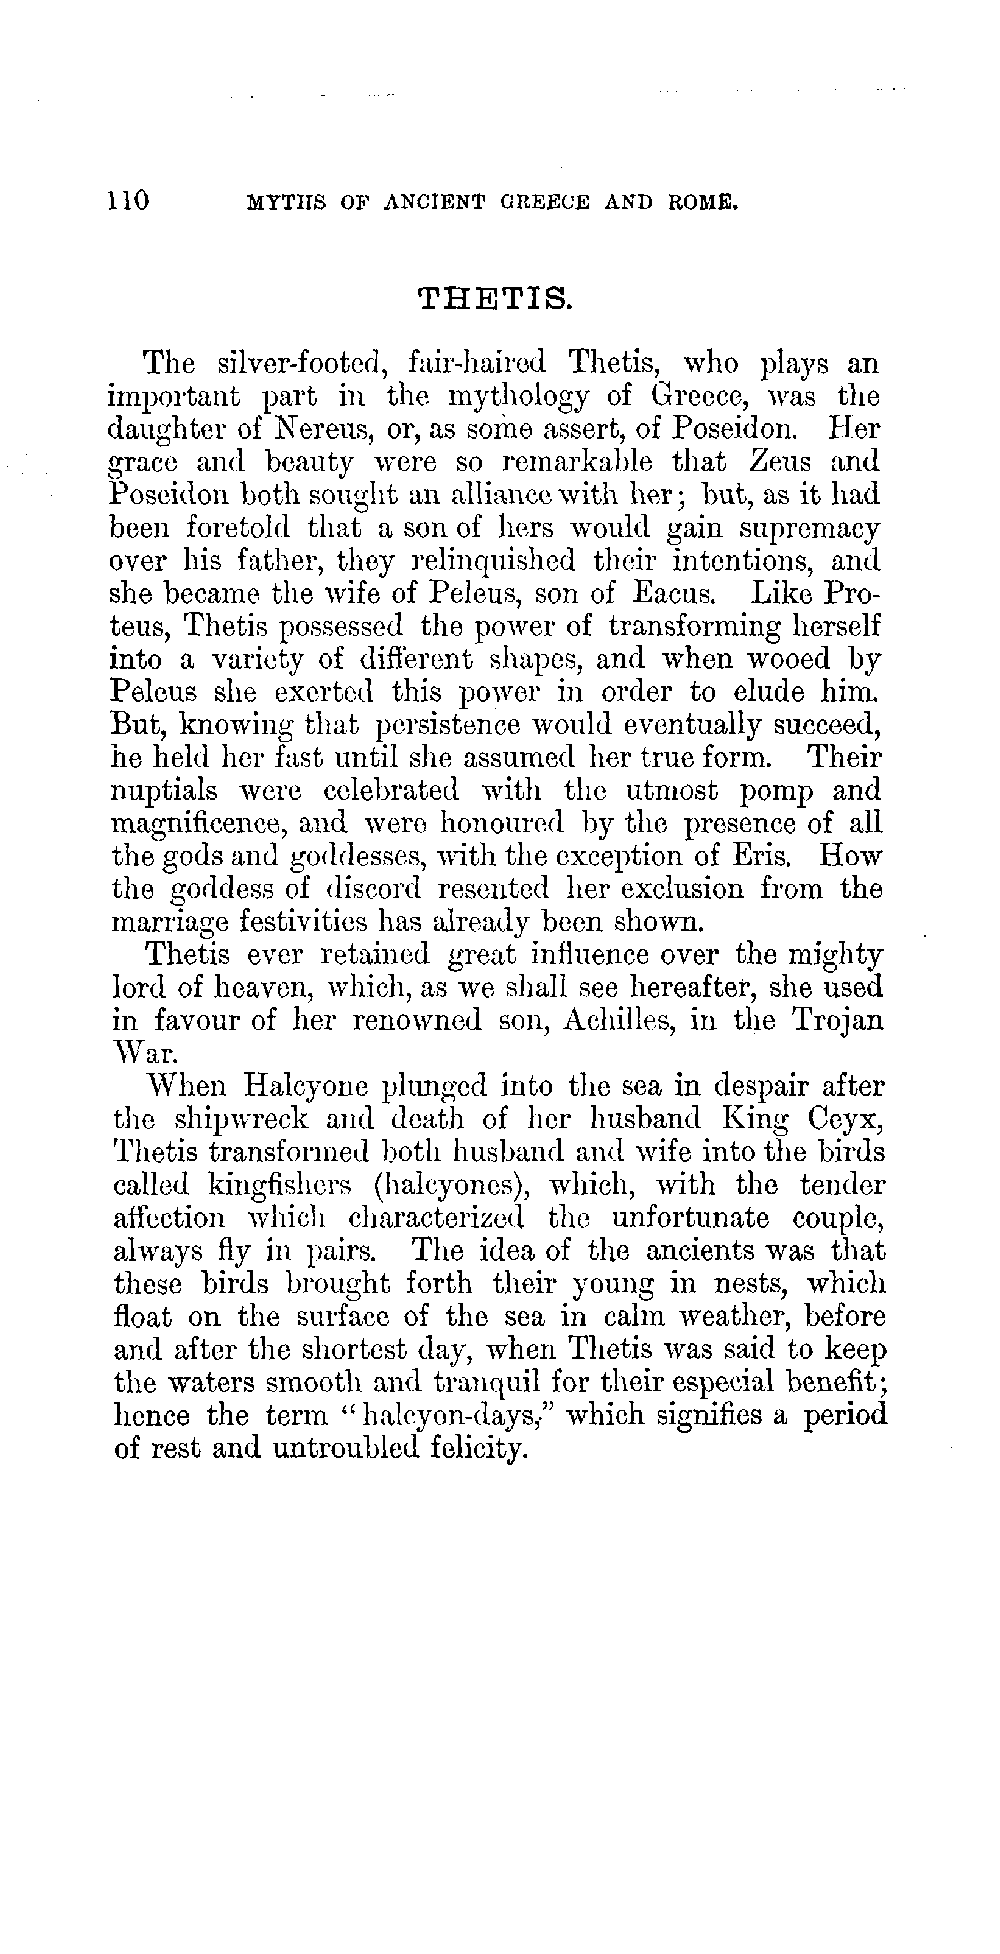 110 MYTHS OF ANCIENT GREECE AND ROME.
THETIS.
The silver-footed, fair-haired Thetis, who plays an
important part in the mythology of Greece, was the
daughter of Nereus, or, as some assert, of Poseidon. Her
grace and beauty were so remarkable that Zeus and
Poseidon both sought an alliance with her; but, as it had
been foretold that a son of hers would gain supremacy
over his father, they relinquished their intentions, and
she became the wife of Peleus, son of Eacus. Like Pro-
teus, Thetis possessed the power of transforming herself
into a variety of different shapes, and when wooed by
Peleus she exerted this power in order to elude him.
But, knowing that persistence would eventually succeed,
he held her fast until she assumed her true form. Their
nuptials were celebrated with the utmost pomp and
magnificence, and were honoured by the presence of all
the gods and goddesses, with the exception of Eris. How
the goddess of discord resented her exclusion from the
marriage festivities has already been shown.
Thetis ever retained great influence over the mighty
lord of heaven, which, as we shall see hereafter, she used
in favour of her renowned son, Achilles, in the Trojan
War.
When Halcyone plunged into the sea in despair after
the shipwreck and death of her husband King Ceyx,
Thetis transformed both husband and wife into the birds
called kingfishers (halcyones), which, with the tender
affection which characterized the unfortunate couple,
always fly in pairs. The idea of the ancients was that
these birds brought forth their young in nests, which
float on the surface of the sea in calm weather, before
and after the shortest day, when Thetis was said to keep
the waters smooth and tranquil for their especial benefit;
hence the term "halcyon-days," which signifies a period
of rest and untroubled felicity.